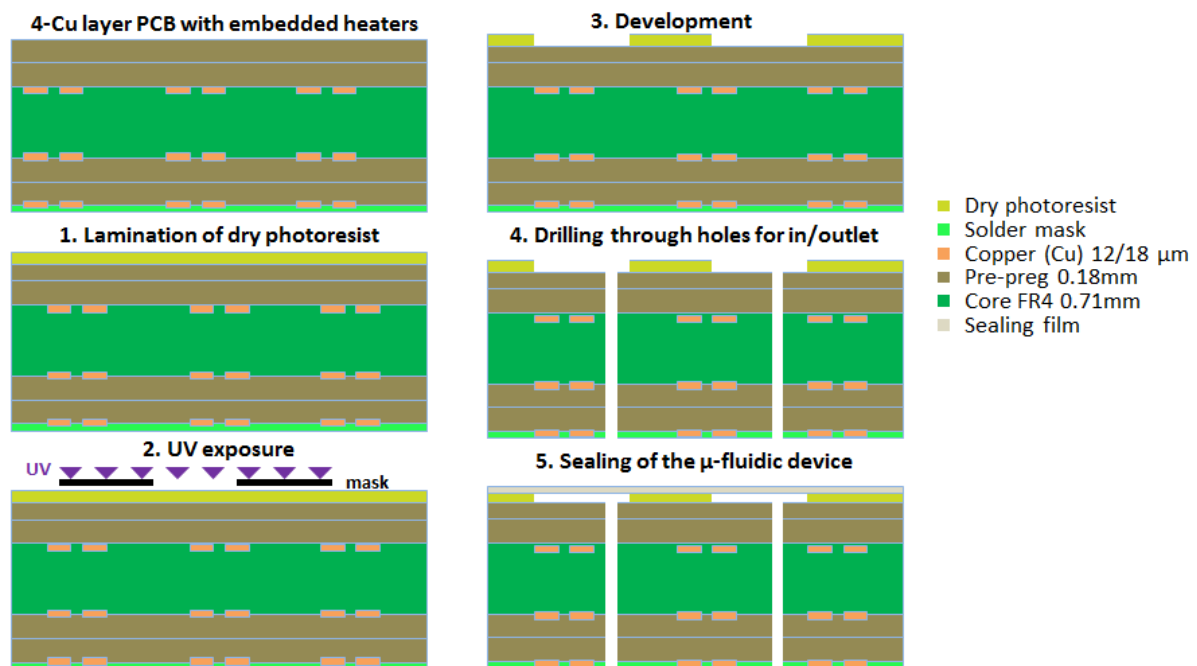 4-Cu layer PCB with embedded heaters
1. Lamination of dry photoresist
2. UV exposure
UV
mask
3. Development
4. Drilling through holes for in/outlet
5. Sealing of the μ-fluidic device
Dry photoresist
Solder mask
Copper (Cu) 12/18 μm
Pre-preg 0.18mm
Core FR4 0.71mm
Sealing film